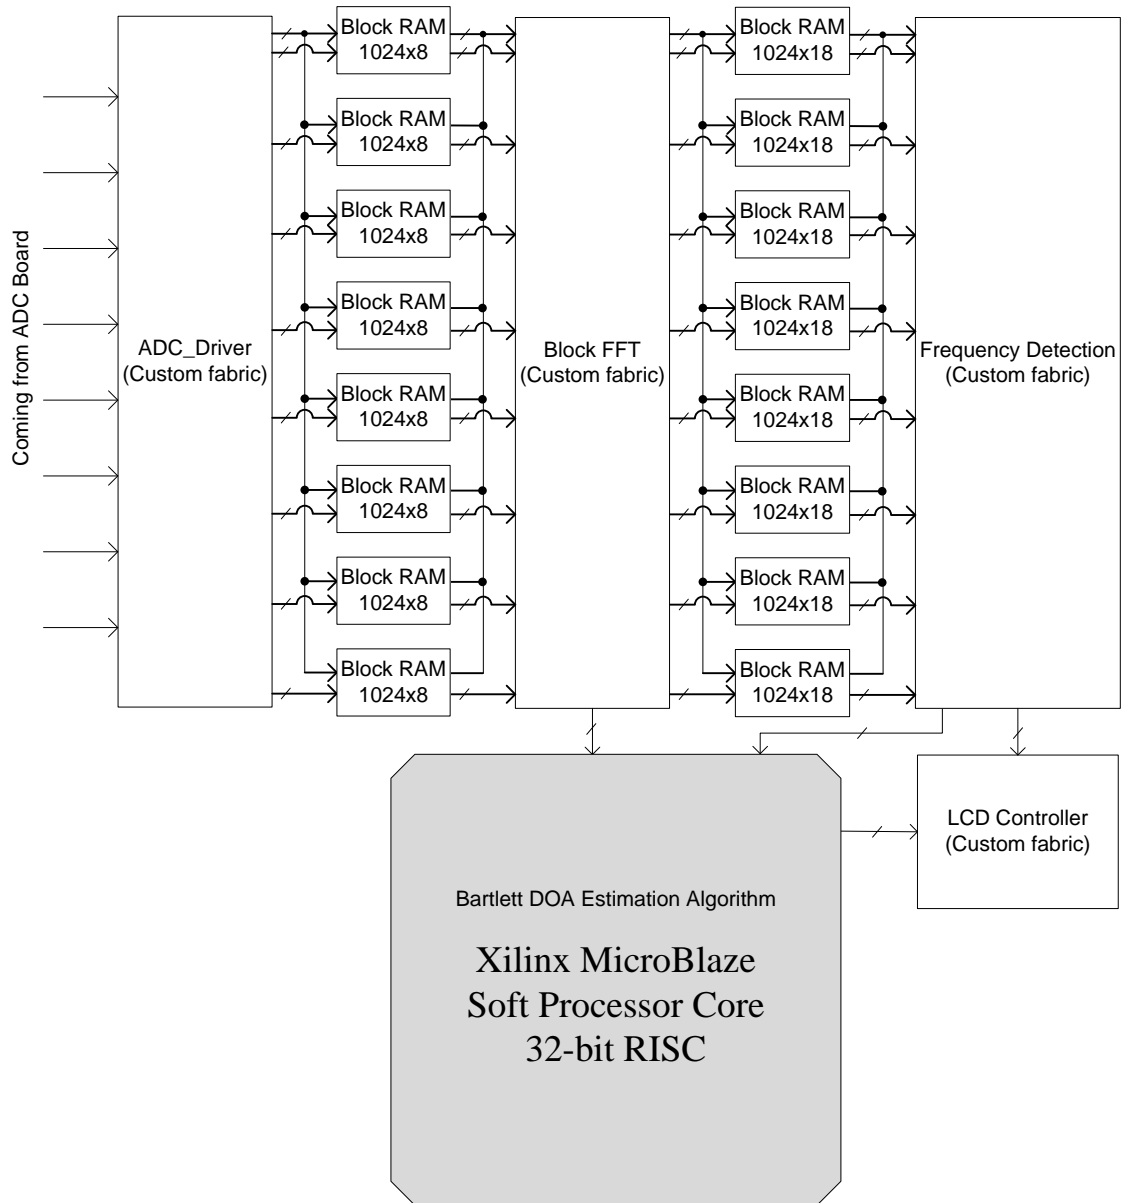 Coming from ADC Board
ADC_Driver
(Custom fabric)
Block RAM
1024x8
Block RAM
1024x8
Block RAM
1024x8
Block RAM
1024x8
Block RAM
1024x8
Block RAM
1024x8
Block RAM
1024x8
Block RAM
1024x8
Block FFT
(Custom fabric)
Block RAM
1024x18
Block RAM
1024x18
Block RAM
1024x18
Block RAM
1024x18
Block RAM
1024x18
Block RAM
1024x18
Block RAM
1024x18
Block RAM
1024x18
Frequency Detection
(Custom fabric)
LCD Controller
(Custom fabric)
Bartlett DOA Estimation Algorithm
Xilinx MicroBlaze
Soft Processor Core
32-bit RISC